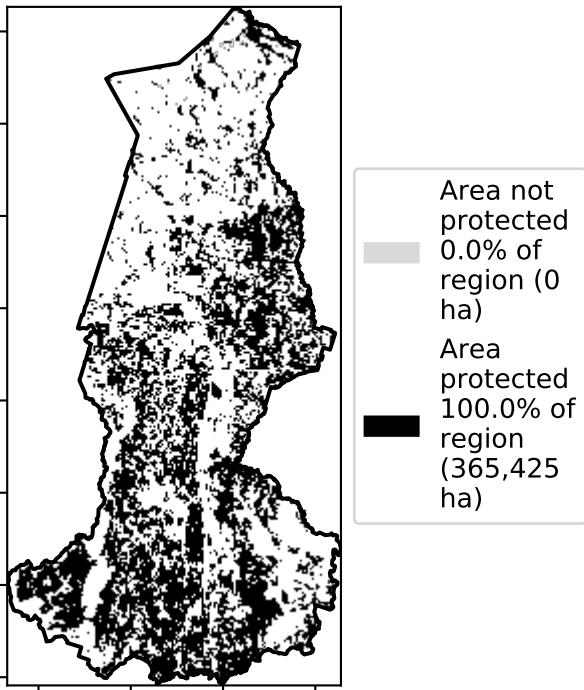 Area not
protected
0.0% of
region (0
ha)
Area
protected
100.0% of
region
(365,425
ha)